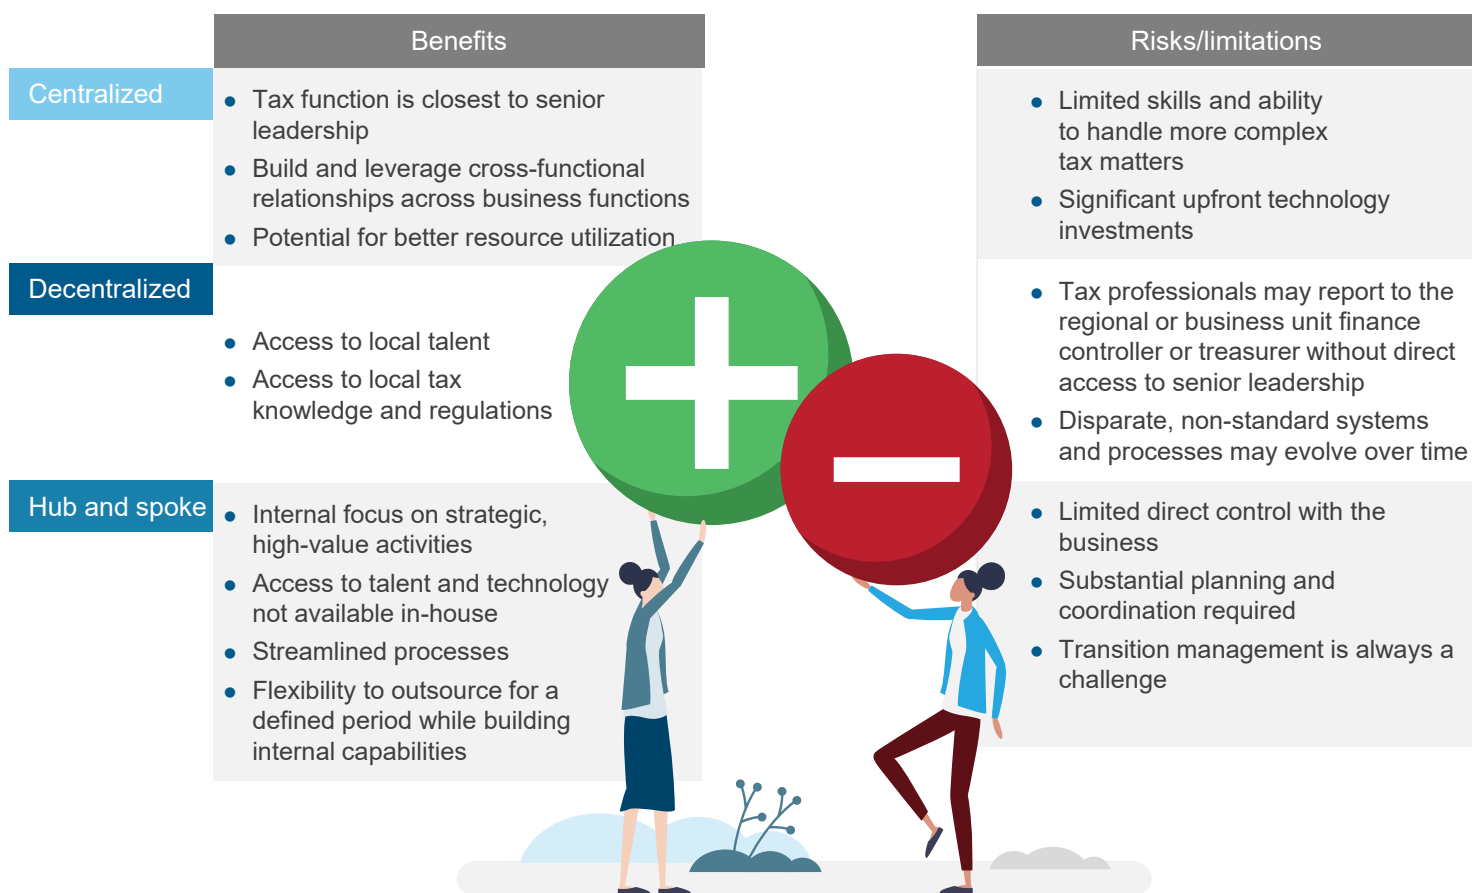 Benefits
Risks/limitations
Centralized
Tax function is closest to senior
leadership
Build and leverage cross-functional
relationships across business functions
Potential for better resource utilization
Limited skills and ability
to handle more complex
tax matters
Significant upfront technology
investments
Decentralized
Access to local talent
Access to local tax
knowledge and regulations
Tax professionals may report to the
regional or business unit finance
controller or treasurer without direct
access to senior leadership
Disparate, non-standard systems
and processes may evolve over time
Hub and spoke
Internal focus on strategic,
high-value activities
Access to talent and technology
not available in-house
Streamlined processes
Flexibility to outsource for a
defined period while building
internal capabilities
Limited direct control with the
business
Substantial planning and
coordination required
Transition management is always a
challenge